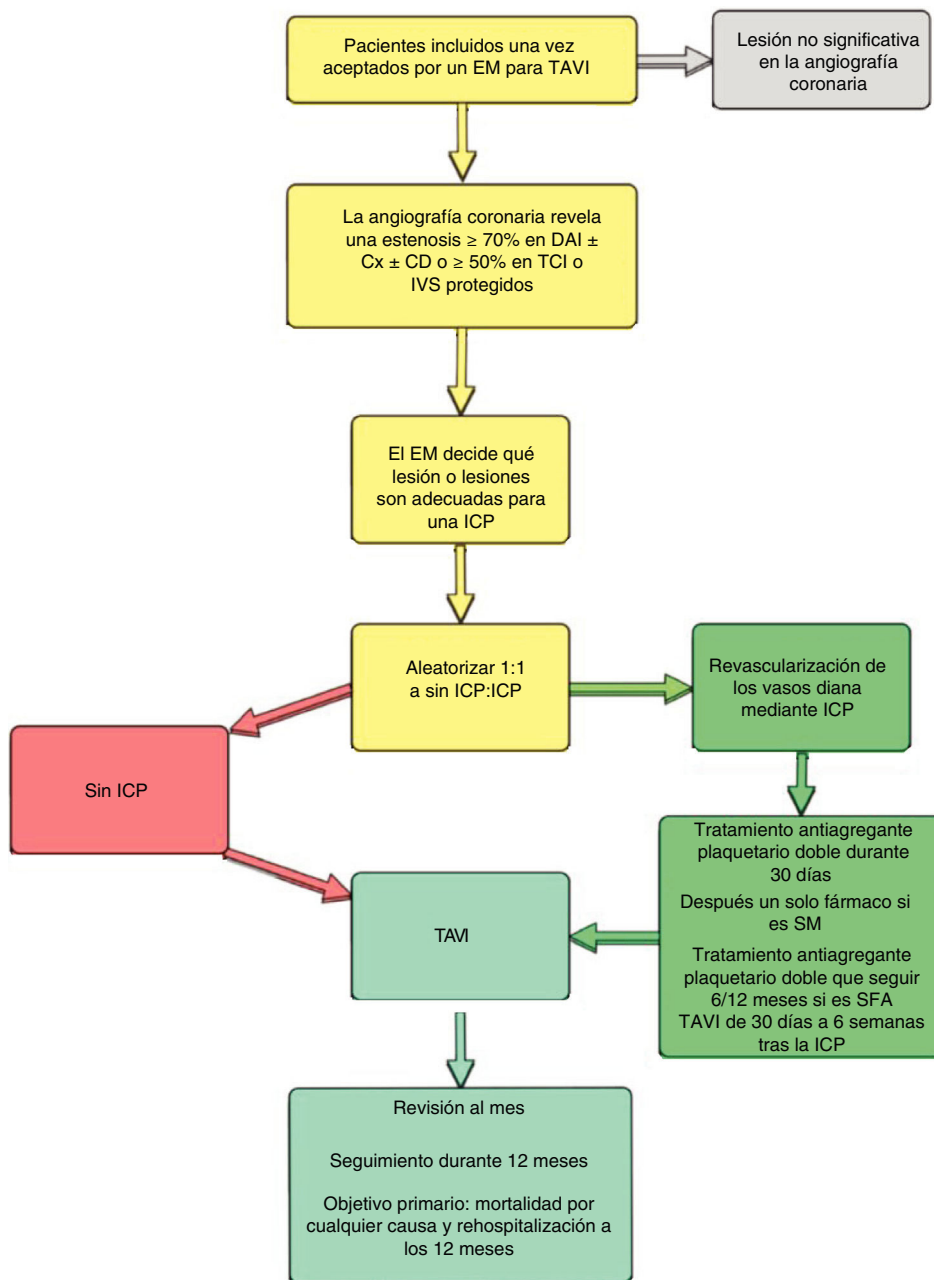 Pacientes incluidos una vez
aceptados por un EM para TAVI
Lesión no significativa
en la angiografía
coronaria
La angiografía coronaria revela
una estenosis ≥ 70% en DAI ±
Cx ± CD o ≥ 50% en TCI o
IVS protegidos
El EM decide qué
lesión o lesiones
son adecuadas para
una ICP
Aleatorizar 1:1
a sin ICP:ICP
Revascularización de
los vasos diana
mediante ICP
Sin ICP
Tratamiento antiagregante
plaquetario doble durante
30 días
Después un solo fármaco si
es SM
Tratamiento antiagregante
plaquetario doble que seguir
6/12 meses si es SFA
TAVI de 30 días a 6 semanas
tras la ICP
TAVI
Revisión al mes
Seguimiento durante 12 meses
Objetivo primario: mortalidad por
cualquier causa y rehospitalización a
los 12 meses